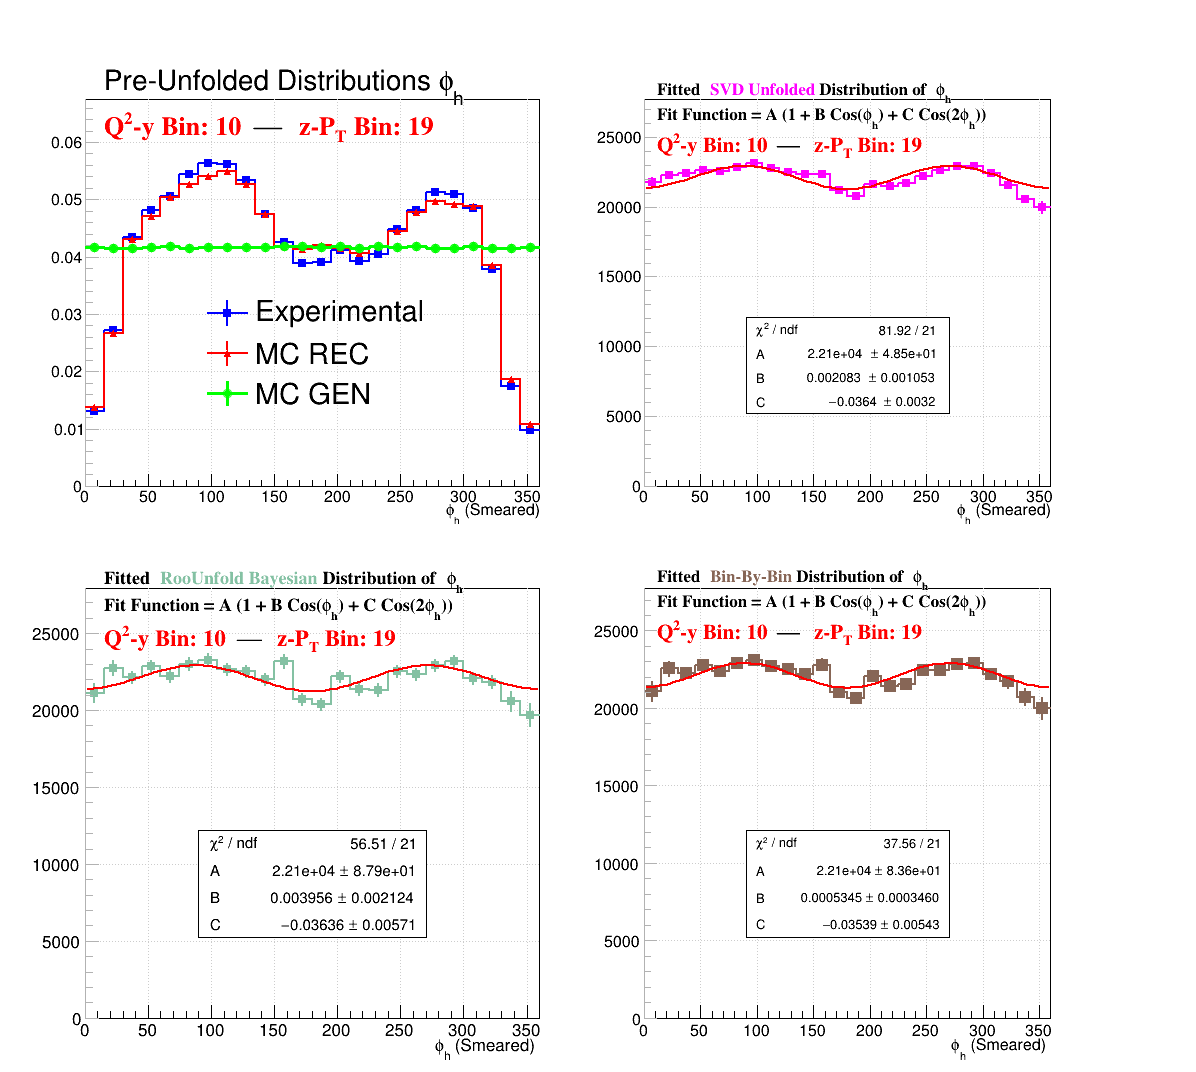 Pre-Unfolded Distributions ϕh
Q2-y Bin: 10 — z-PT Bin: 19
0.06
0.05
0.04
0.03
0.02
0.01
0
Experimental
MC REC
MC GEN
0 50 100 150 200 250 300 350
ϕh (Smeared)
Fitted SVD Unfolded Distribution of ϕh
Fit Function = A (1 + B Cos(ϕh) + C Cos(2ϕh))
Q2-y Bin: 10 — z-PT Bin: 19
25000
20000
15000
10000
5000
0
χ2 / ndf 81.92 / 21
A 2.21e+04 ± 4.85e+01
B 0.002083 ± 0.001053
C −0.0364 ± 0.0032
0 50 100 150 200 250 300 350
ϕh (Smeared)
Fitted RooUnfold Bayesian Distribution of ϕh
Fit Function = A (1 + B Cos(ϕh) + C Cos(2ϕh))
Q2-y Bin: 10 — z-PT Bin: 19
25000
20000
15000
10000
5000
0
χ2 / ndf 56.51 / 21
A 2.21e+04 ± 8.79e+01
B 0.003956 ± 0.002124
C −0.03636 ± 0.00571
0 50 100 150 200 250 300 350
ϕh (Smeared)
Fitted Bin-By-Bin Distribution of ϕh
Fit Function = A (1 + B Cos(ϕh) + C Cos(2ϕh))
Q2-y Bin: 10 — z-PT Bin: 19
25000
20000
15000
10000
5000
0
χ2 / ndf 37.56 / 21
A 2.21e+04 ± 8.36e+01
B 0.0005345 ± 0.0003460
C −0.03539 ± 0.00543
0 50 100 150 200 250 300 350
ϕh (Smeared)